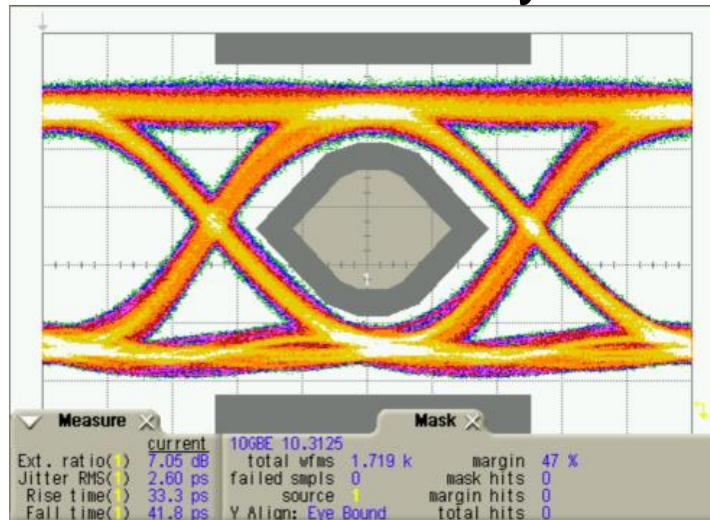 Measure
current
Ext. ratio(1) 7.05 dB
Jitter RMS(1) 2.60 ps
Rise time(1) 33.3 ps
Fall time(1) 41.8 ps
Mask
10GBE 10.3125
total wfms 1.719 k margin 47 %
failed smpls 0 mask hits 0
source 1 margin hits 0
Y Align: Eye Bound total hits 0